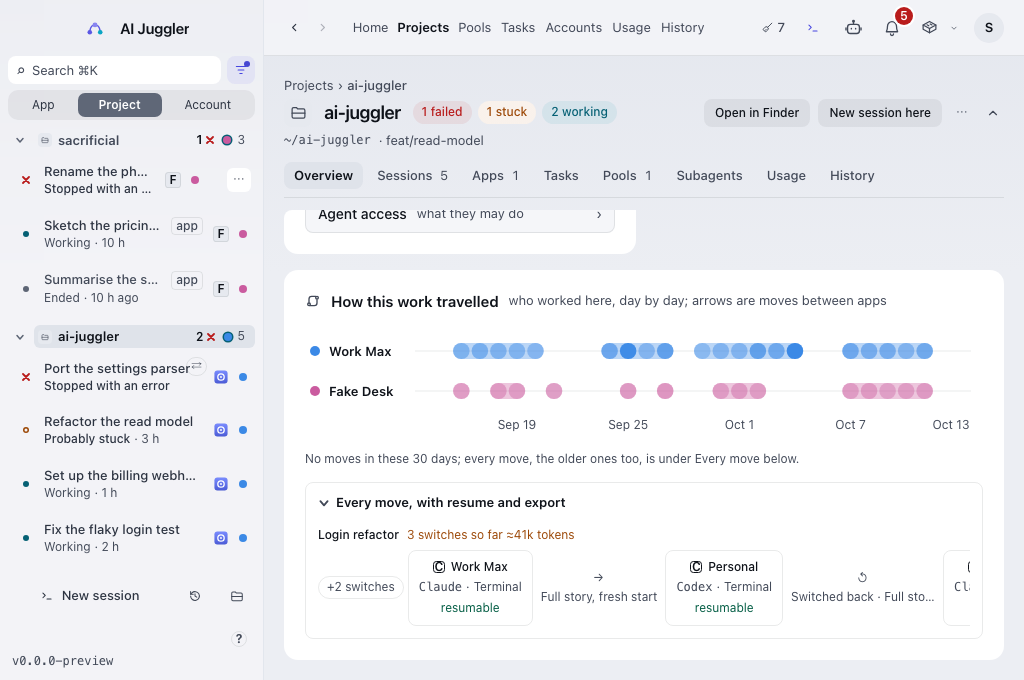 AI Juggler
Search ⌘K
App Project Account
sacrificial 1 3
Rename the ph... F
Stopped with an ...
Sketch the pricin... app F
Working · 10 h
Summarise the s... app F
Ended · 10 h ago
ai-juggler 2 5
Port the settings parser
Stopped with an error
Refactor the read model
Probably stuck · 3 h
Set up the billing webh...
Working · 1 h
Fix the flaky login test
Working · 2 h
New session
?
v0.0.0-preview
Home Projects Pools Tasks Accounts Usage History 7 5 S
Projects › ai-juggler
ai-juggler 1 failed 1 stuck 2 working Open in Finder New session here ...
~/ai-juggler · feat/read-model
Overview Sessions 5 Apps 1 Tasks Pools 1 Subagents Usage History
Agent access what they may do ›
How this work travelled who worked here, day by day; arrows are moves between apps
Work Max
Fake Desk
Sep 19 Sep 25 Oct 1 Oct 7 Oct 13
No moves in these 30 days; every move, the older ones too, is under Every move below.
Every move, with resume and export
Login refactor 3 switches so far ≈41k tokens
+2 switches
Work Max
Claude · Terminal
resumable
→
Full story, fresh start
Personal
Codex · Terminal
resumable
Switched back · Full sto...